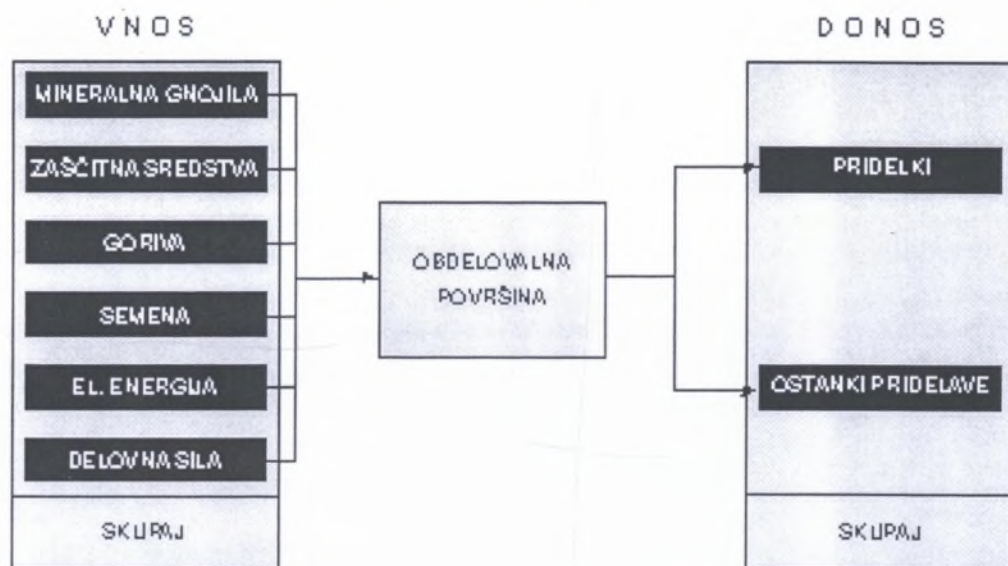 VNOS
MINERALNA GNOJILA
ZAŠČITNA SREDSTVA
GORIVA
SEMENA
EL. ENERGIJA
DELOVNA SILA
SKUPAJ
OBDELOVALNA
POVRŠINA
DONOS
PRIDELKI
OSTANKI PRIDELAVE
SKUPAJ